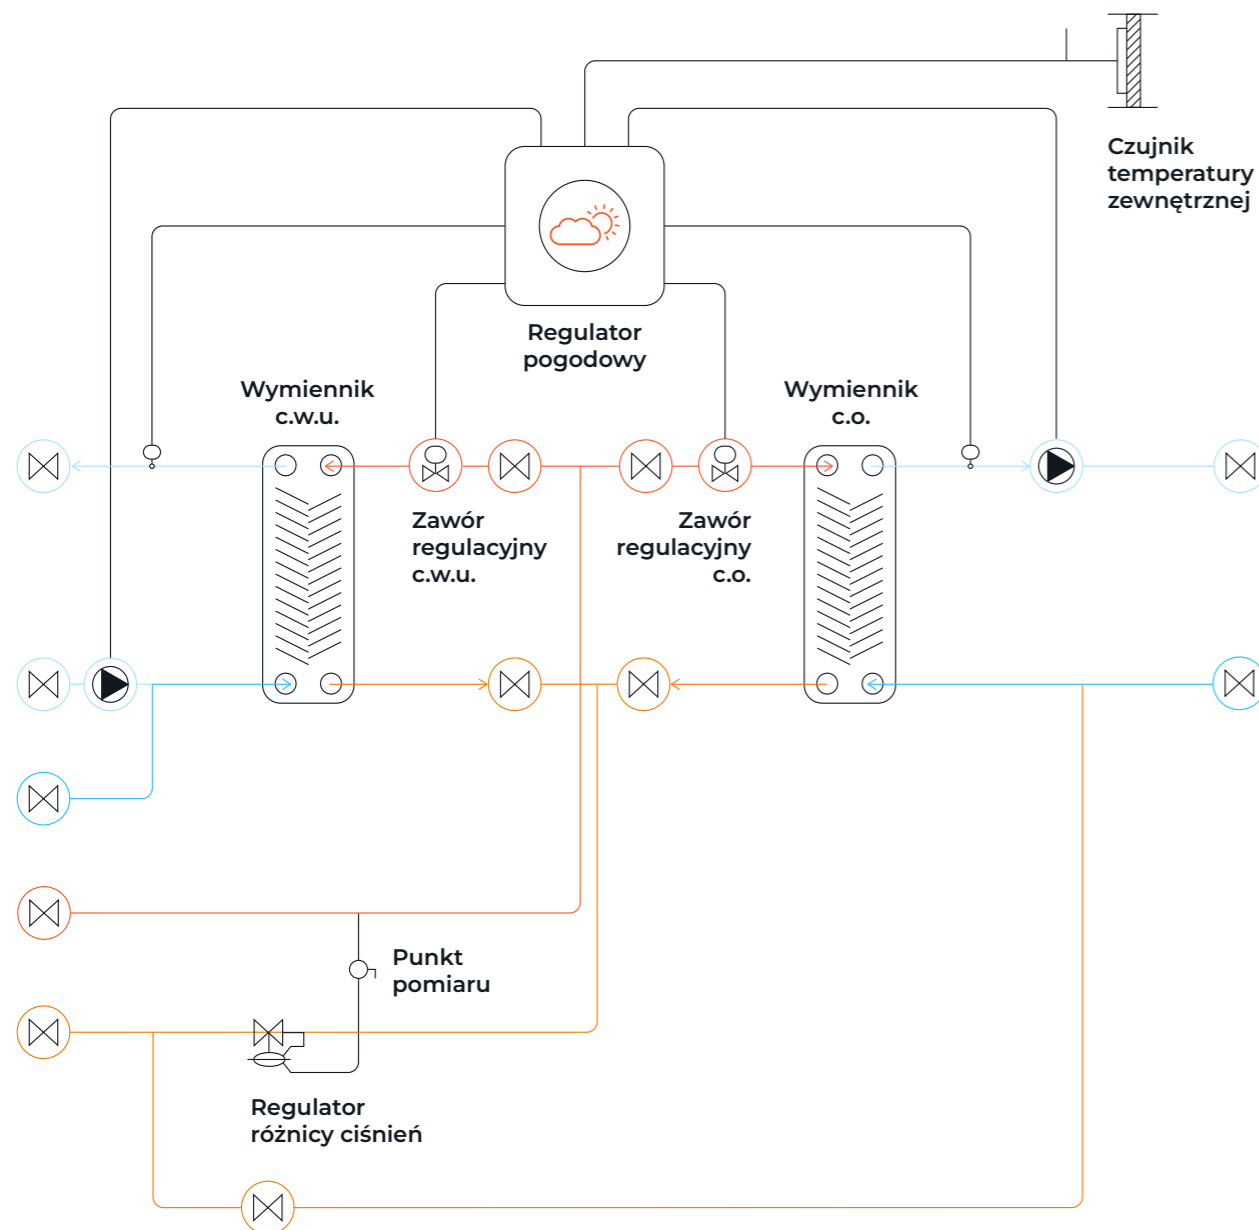 Czujnik
temperatury
zewnętrznej
Regulator
pogodowy
Wymiennik
c.w.u.
Wymiennik
c.o.
Zawór
regulacyjny
c.w.u.
Zawór
regulacyjny
c.o.
Punkt
pomiaru
Regulator
różnicy ciśnień